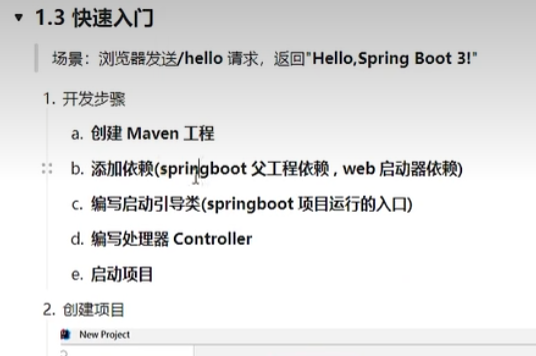 1.3 快速入门
场景：浏览器发送/hello 请求，返回"Hello,Spring Boot 3!"
1. 开发步骤
a. 创建 Maven 工程
b. 添加依赖(springboot 父工程依赖 , web 启动器依赖)
c. 编写启动引导类(springboot 项目运行的入口)
d. 编写处理器 Controller
e. 启动项目
2. 创建项目
New Project